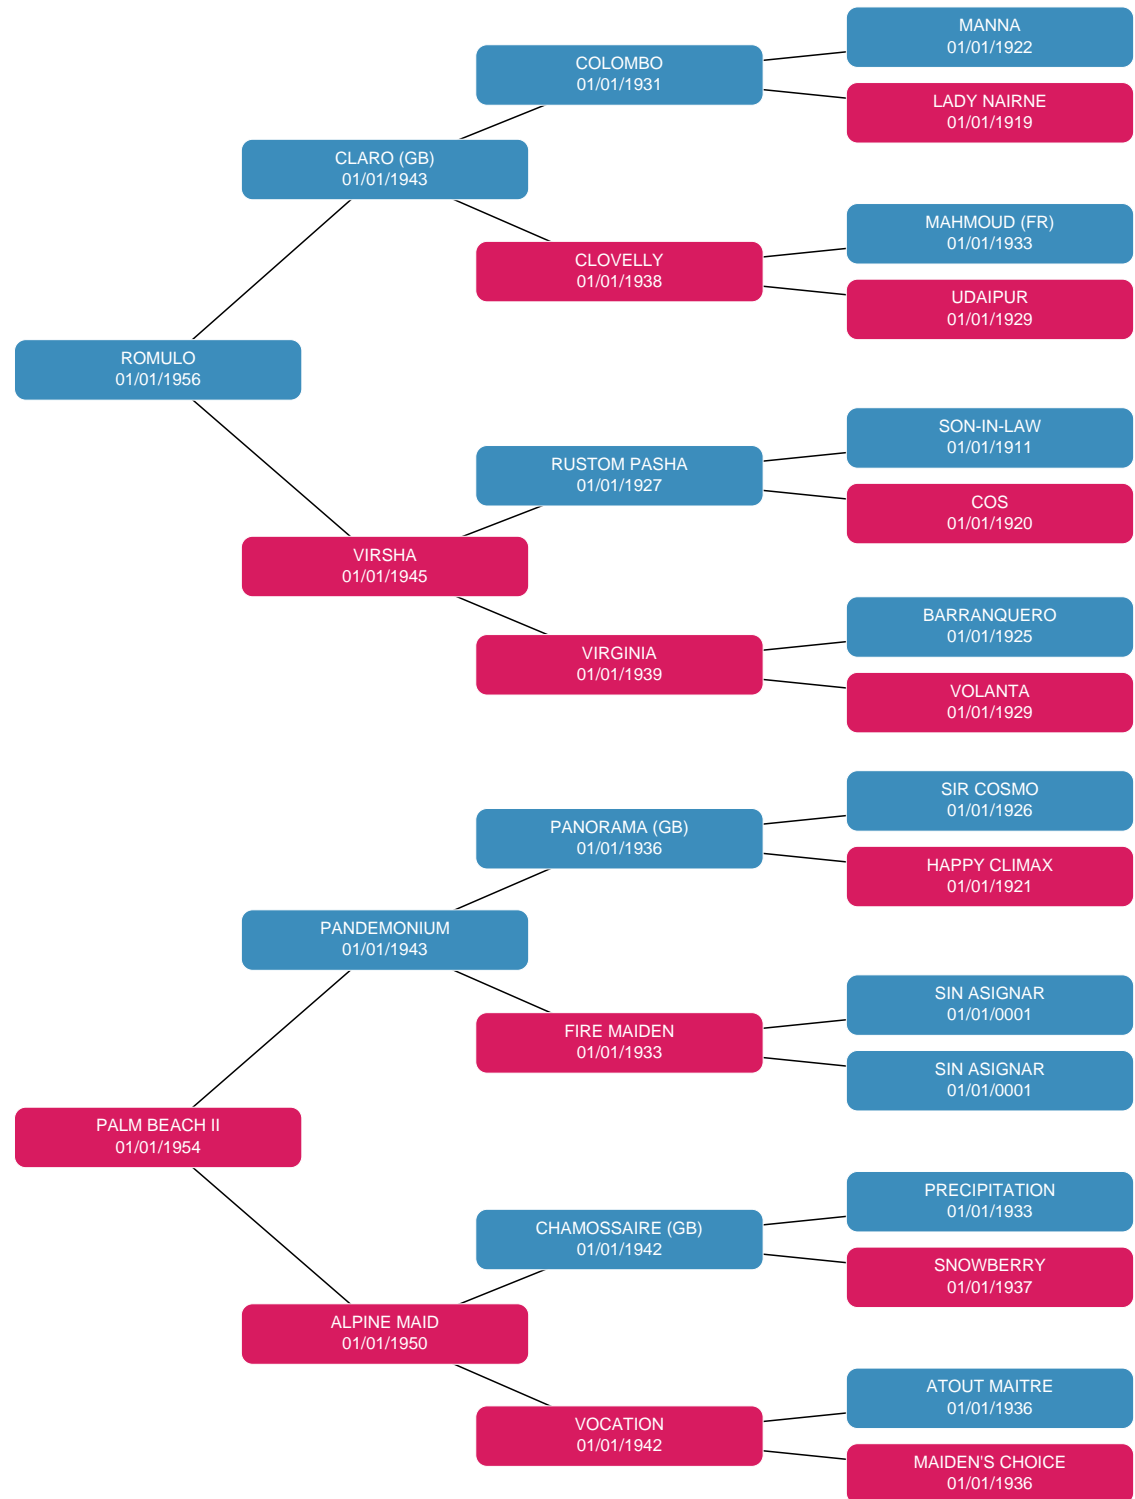 MANNA
01/01/1922
COLOMBO
01/01/1931
LADY NAIRNE
01/01/1919
CLARO (GB)
01/01/1943
MAHMOUD (FR)
01/01/1933
CLOVELLY
01/01/1938
UDAIPUR
01/01/1929
ROMULO
01/01/1956
SON-IN-LAW
01/01/1911
RUSTOM PASHA
01/01/1927
COS
01/01/1920
VIRSHA
01/01/1945
BARRANQUERO
01/01/1925
VIRGINIA
01/01/1939
VOLANTA
01/01/1929
SIR COSMO
01/01/1926
PANORAMA (GB)
01/01/1936
HAPPY CLIMAX
01/01/1921
PANDEMONIUM
01/01/1943
SIN ASIGNAR
01/01/0001
FIRE MAIDEN
01/01/1933
SIN ASIGNAR
01/01/0001
PALM BEACH II
01/01/1954
PRECIPITATION
01/01/1933
CHAMOSSAIRE (GB)
01/01/1942
SNOWBERRY
01/01/1937
ALPINE MAID
01/01/1950
ATOUT MAITRE
01/01/1936
VOCATION
01/01/1942
MAIDEN'S CHOICE
01/01/1936